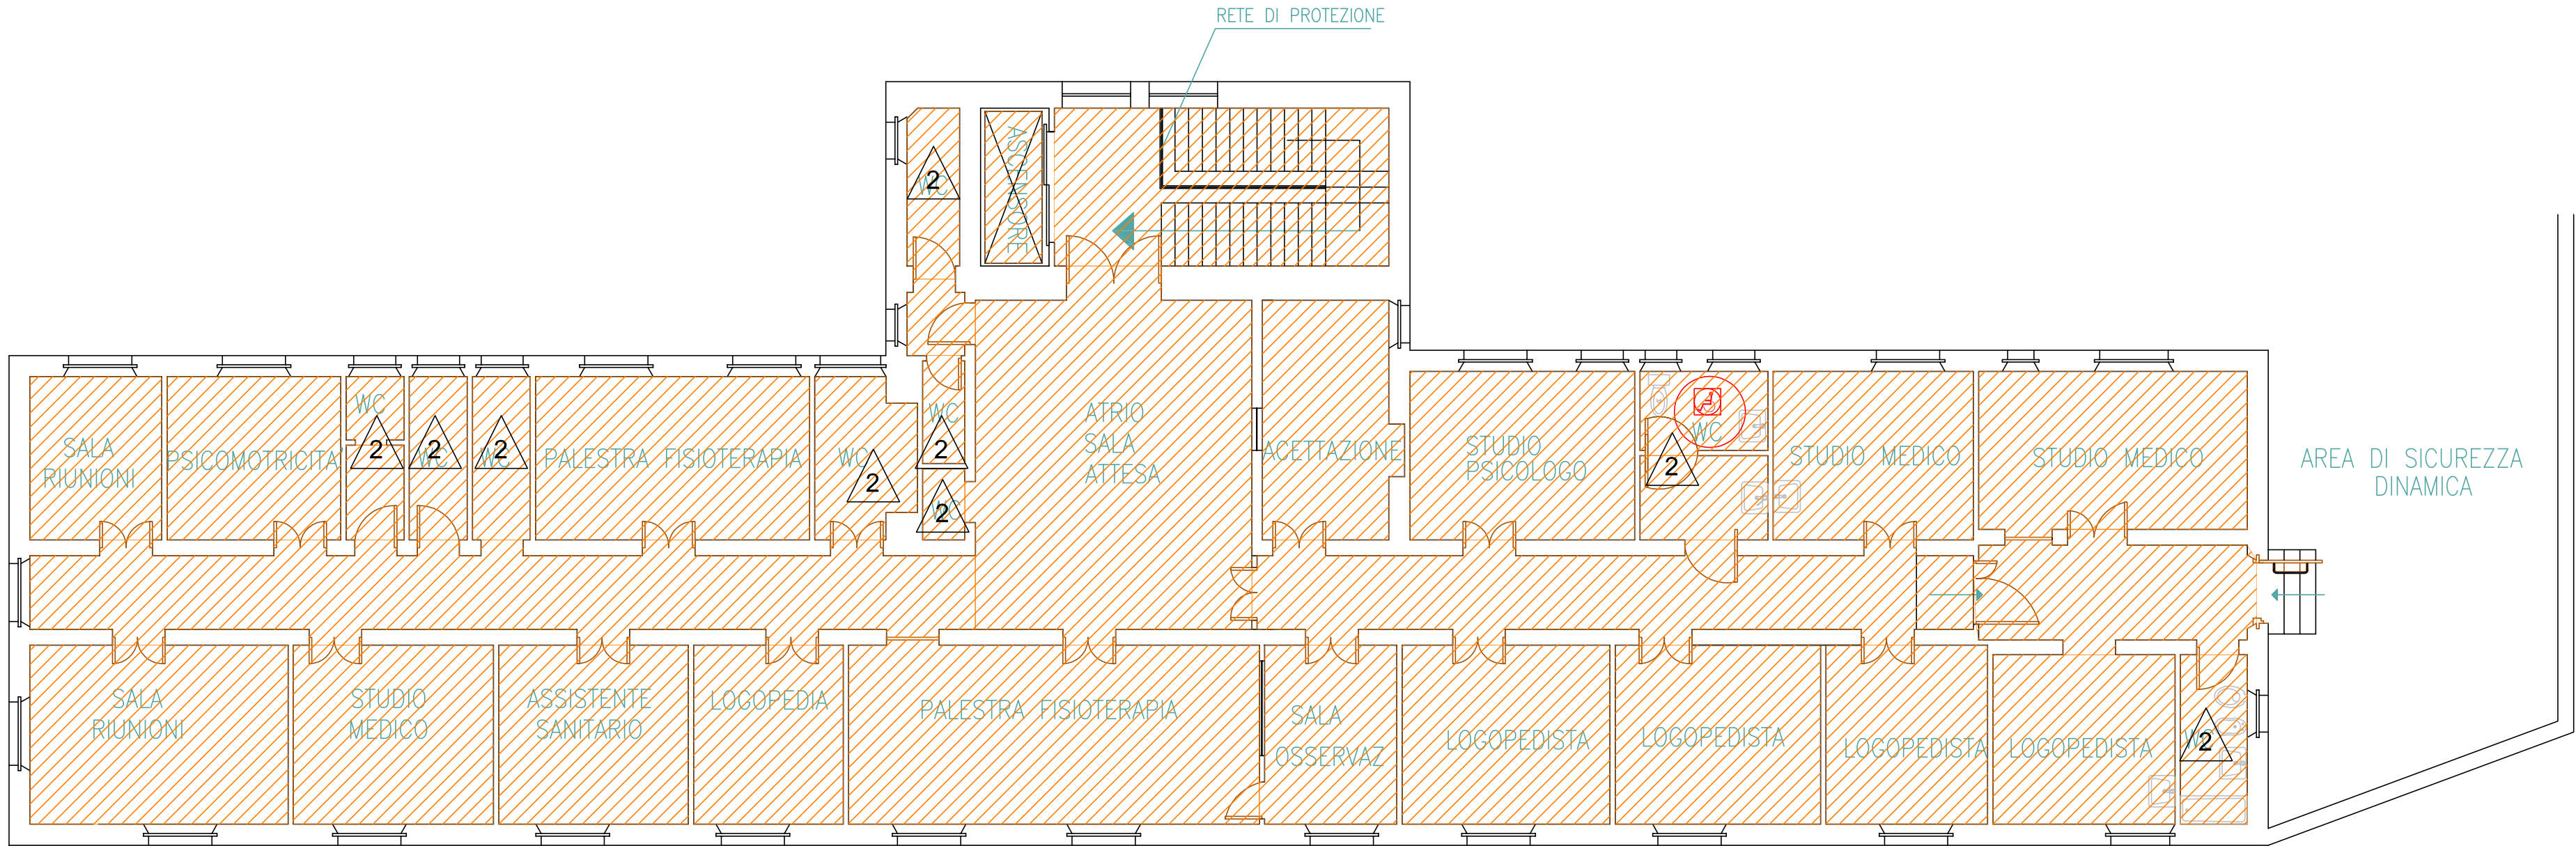 RETE DI PROTEZIONE
WC
2
ASCENSORE
SALA
RIUNIONI
PSICOMOTRICITA'
WC
2
WC
2
WC
2
PALESTRA FISIOTERAPIA
WC
2
WC
2
WC
2
ATRIO
SALA
ATTESA
ACETTAZIONE
STUDIO
PSICOLOGO
WC
2
STUDIO MEDICO
STUDIO MEDICO
AREA DI SICUREZZA
DINAMICA
SALA
RIUNIONI
STUDIO
MEDICO
ASSISTENTE
SANITARIO
LOGOPEDIA
PALESTRA FISIOTERAPIA
SALA
OSSERVAZ
LOGOPEDISTA
LOGOPEDISTA
LOGOPEDISTA
LOGOPEDISTA
WC
2